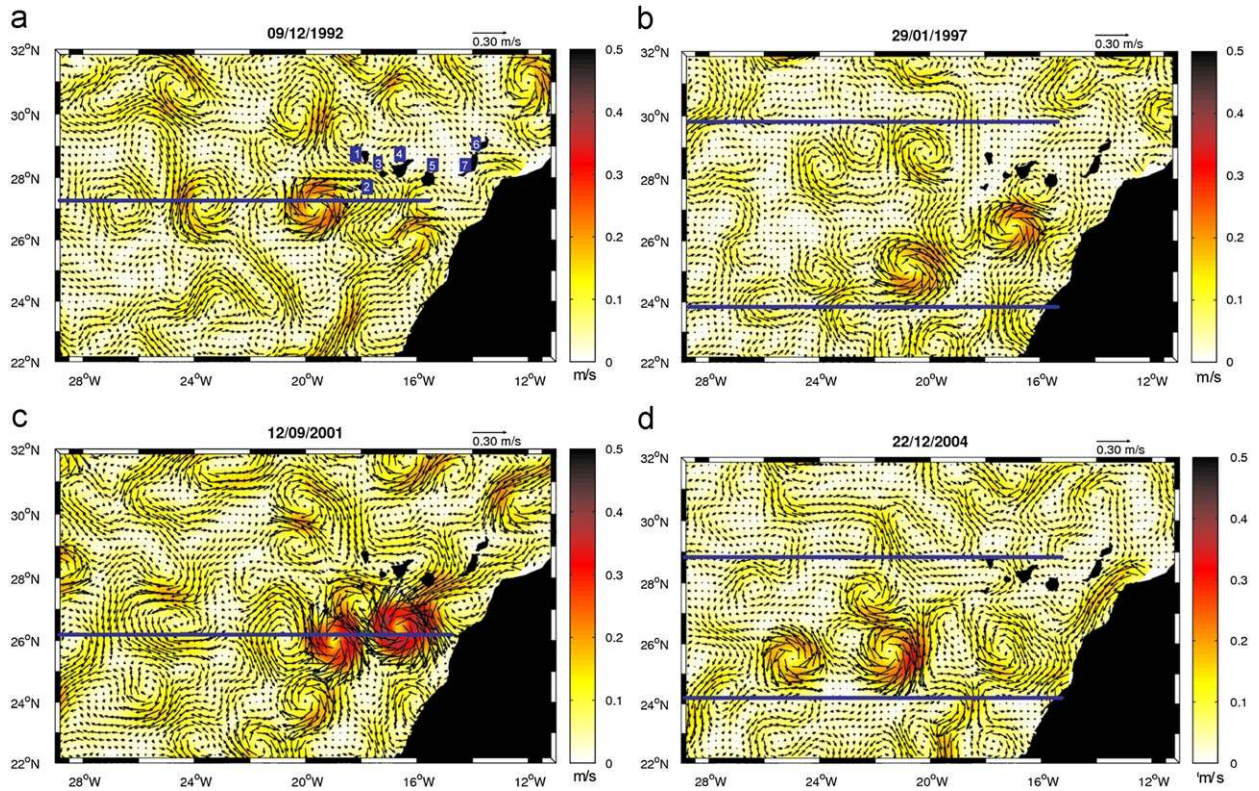 a
09/12/1992
0.30 m/s
32°N
30°N
28°N
26°N
24°N
22°N
28°W
24°W
20°W
16°W
12°W
1
2
3
4
5
6
7
0.5
0.4
0.3
0.2
0.1
0
m/s
b
29/01/1997
0.30 m/s
32°N
30°N
28°N
26°N
24°N
22°N
28°W
24°W
20°W
16°W
12°W
0.5
0.4
0.3
0.2
0.1
0
m/s
c
12/09/2001
0.30 m/s
32°N
30°N
28°N
26°N
24°N
22°N
28°W
24°W
20°W
16°W
12°W
0.5
0.4
0.3
0.2
0.1
0
m/s
d
22/12/2004
0.30 m/s
32°N
30°N
28°N
26°N
24°N
22°N
28°W
24°W
20°W
16°W
12°W
0.5
0.4
0.3
0.2
0.1
0
'm/s